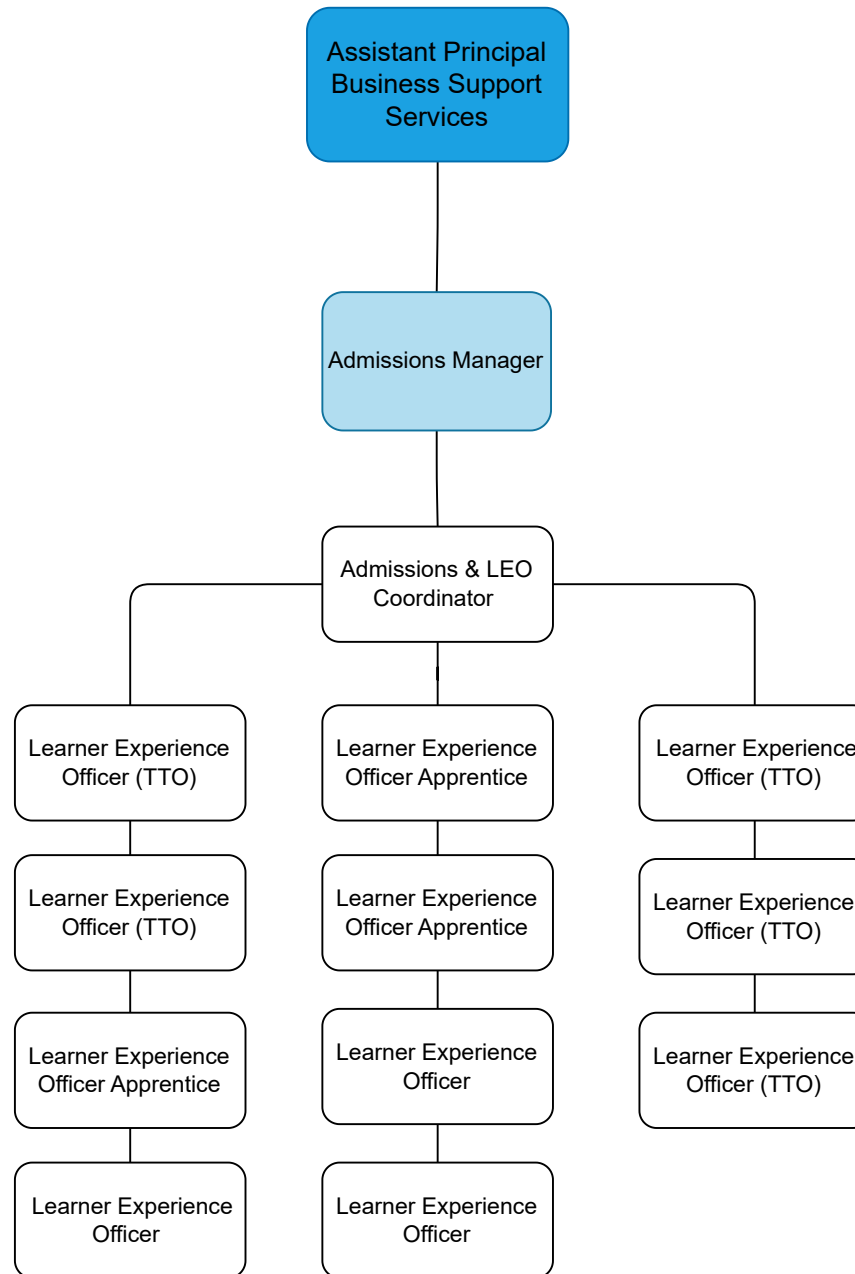 Assistant Principal
Business Support
Services
Admissions Manager
Admissions & LEO
Coordinator
Learner Experience
Officer (TTO)
Learner Experience
Officer Apprentice
Learner Experience
Officer (TTO)
Learner Experience
Officer (TTO)
Learner Experience
Officer Apprentice
Learner Experience
Officer (TTO)
Learner Experience
Officer Apprentice
Learner Experience
Officer
Learner Experience
Officer (TTO)
Learner Experience
Officer
Learner Experience
Officer